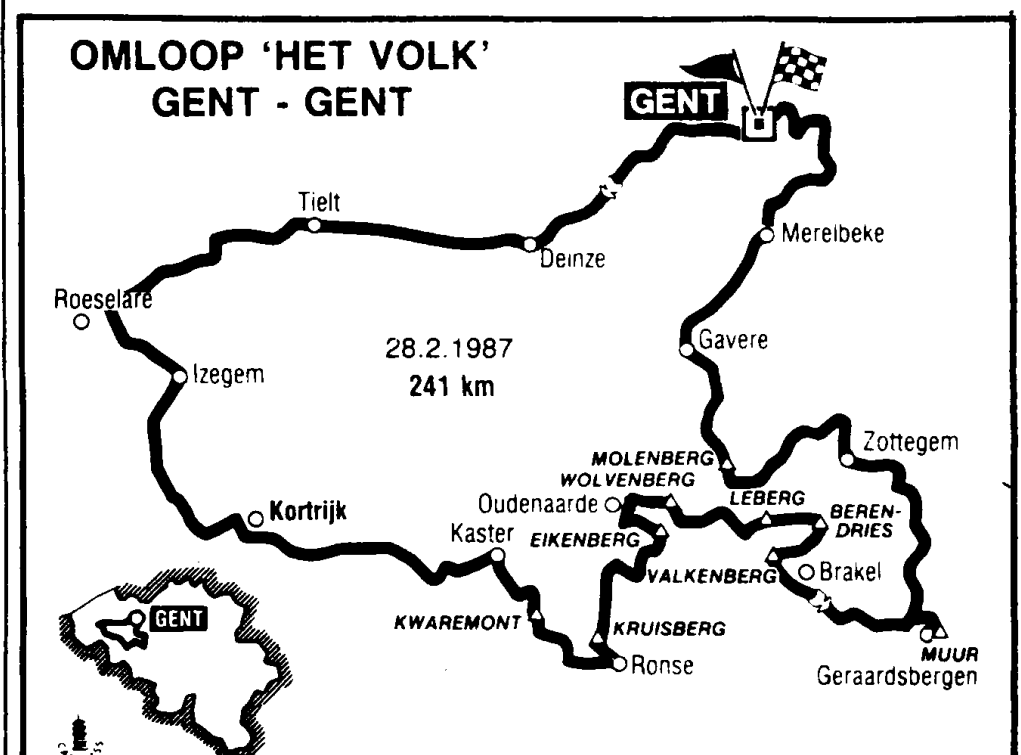 OMLOOP 'HET VOLK'
GENT - GENT
GENT
Tielt
Deinze
Merelbeke
Roeselare
28.2.1987
241 km
Gavere
Izegem
Zottegem
MOLENBERG
WOLVENBERG
Oudenaarde
LEBERG
BEREN-
DRIES
Kortrijk
EIKENBERG
Kaster
VALKENBERG
Brakel
GENT
KWAREMONT
KRUISBERG
Ronse
MUUR
Geraardsbergen